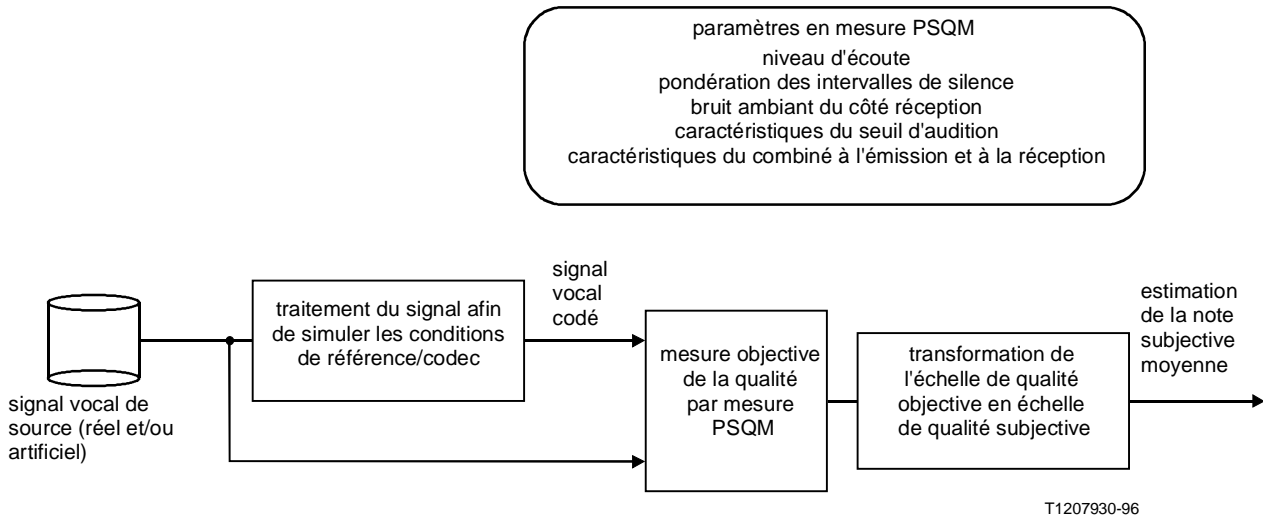 paramètres en mesure PSQM
niveau d'écoute
pondération des intervalles de silence
bruit ambiant du côté réception
caractéristiques du seuil d'audition
caractéristiques du combiné à l'émission et à la réception
signal vocal de
source (réel et/ou
artificiel)
traitement du signal afin
de simuler les conditions
de référence/codec
signal
vocal
codé
mesure objective
de la qualité
par mesure
PSQM
transformation de
l'échelle de qualité
objective en échelle
de qualité subjective
estimation
de la note
subjective
moyenne
T1207930-96